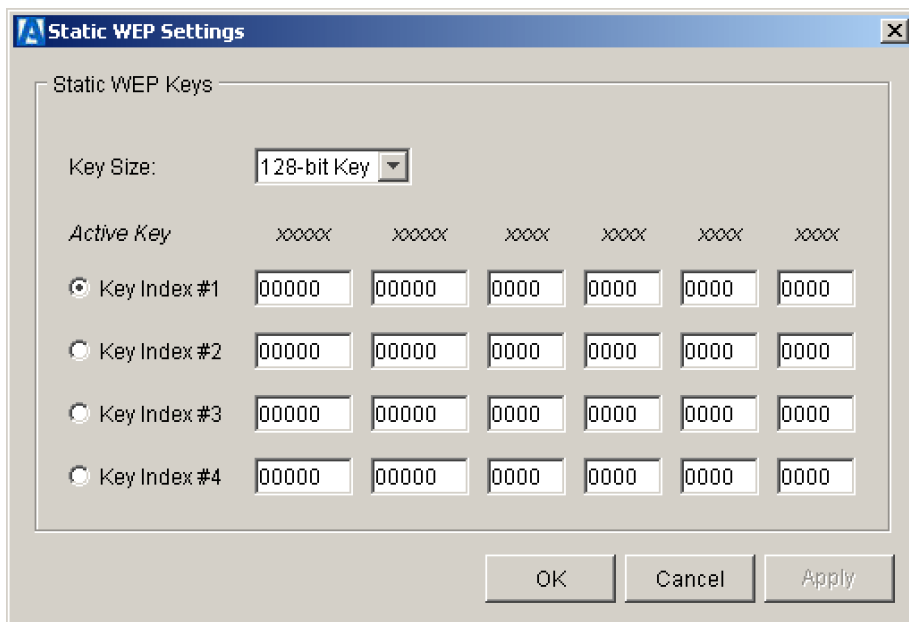 Static WEP Settings
Static WEP Keys
Key Size: 128-bit Key
Active Key xxxxx xxxxx xxxx xxxx xxxx xxxx
Key Index #1 00000 00000 0000 0000 0000 0000
Key Index #2 00000 00000 0000 0000 0000 0000
Key Index #3 00000 00000 0000 0000 0000 0000
Key Index #4 00000 00000 0000 0000 0000 0000
OK Cancel Apply